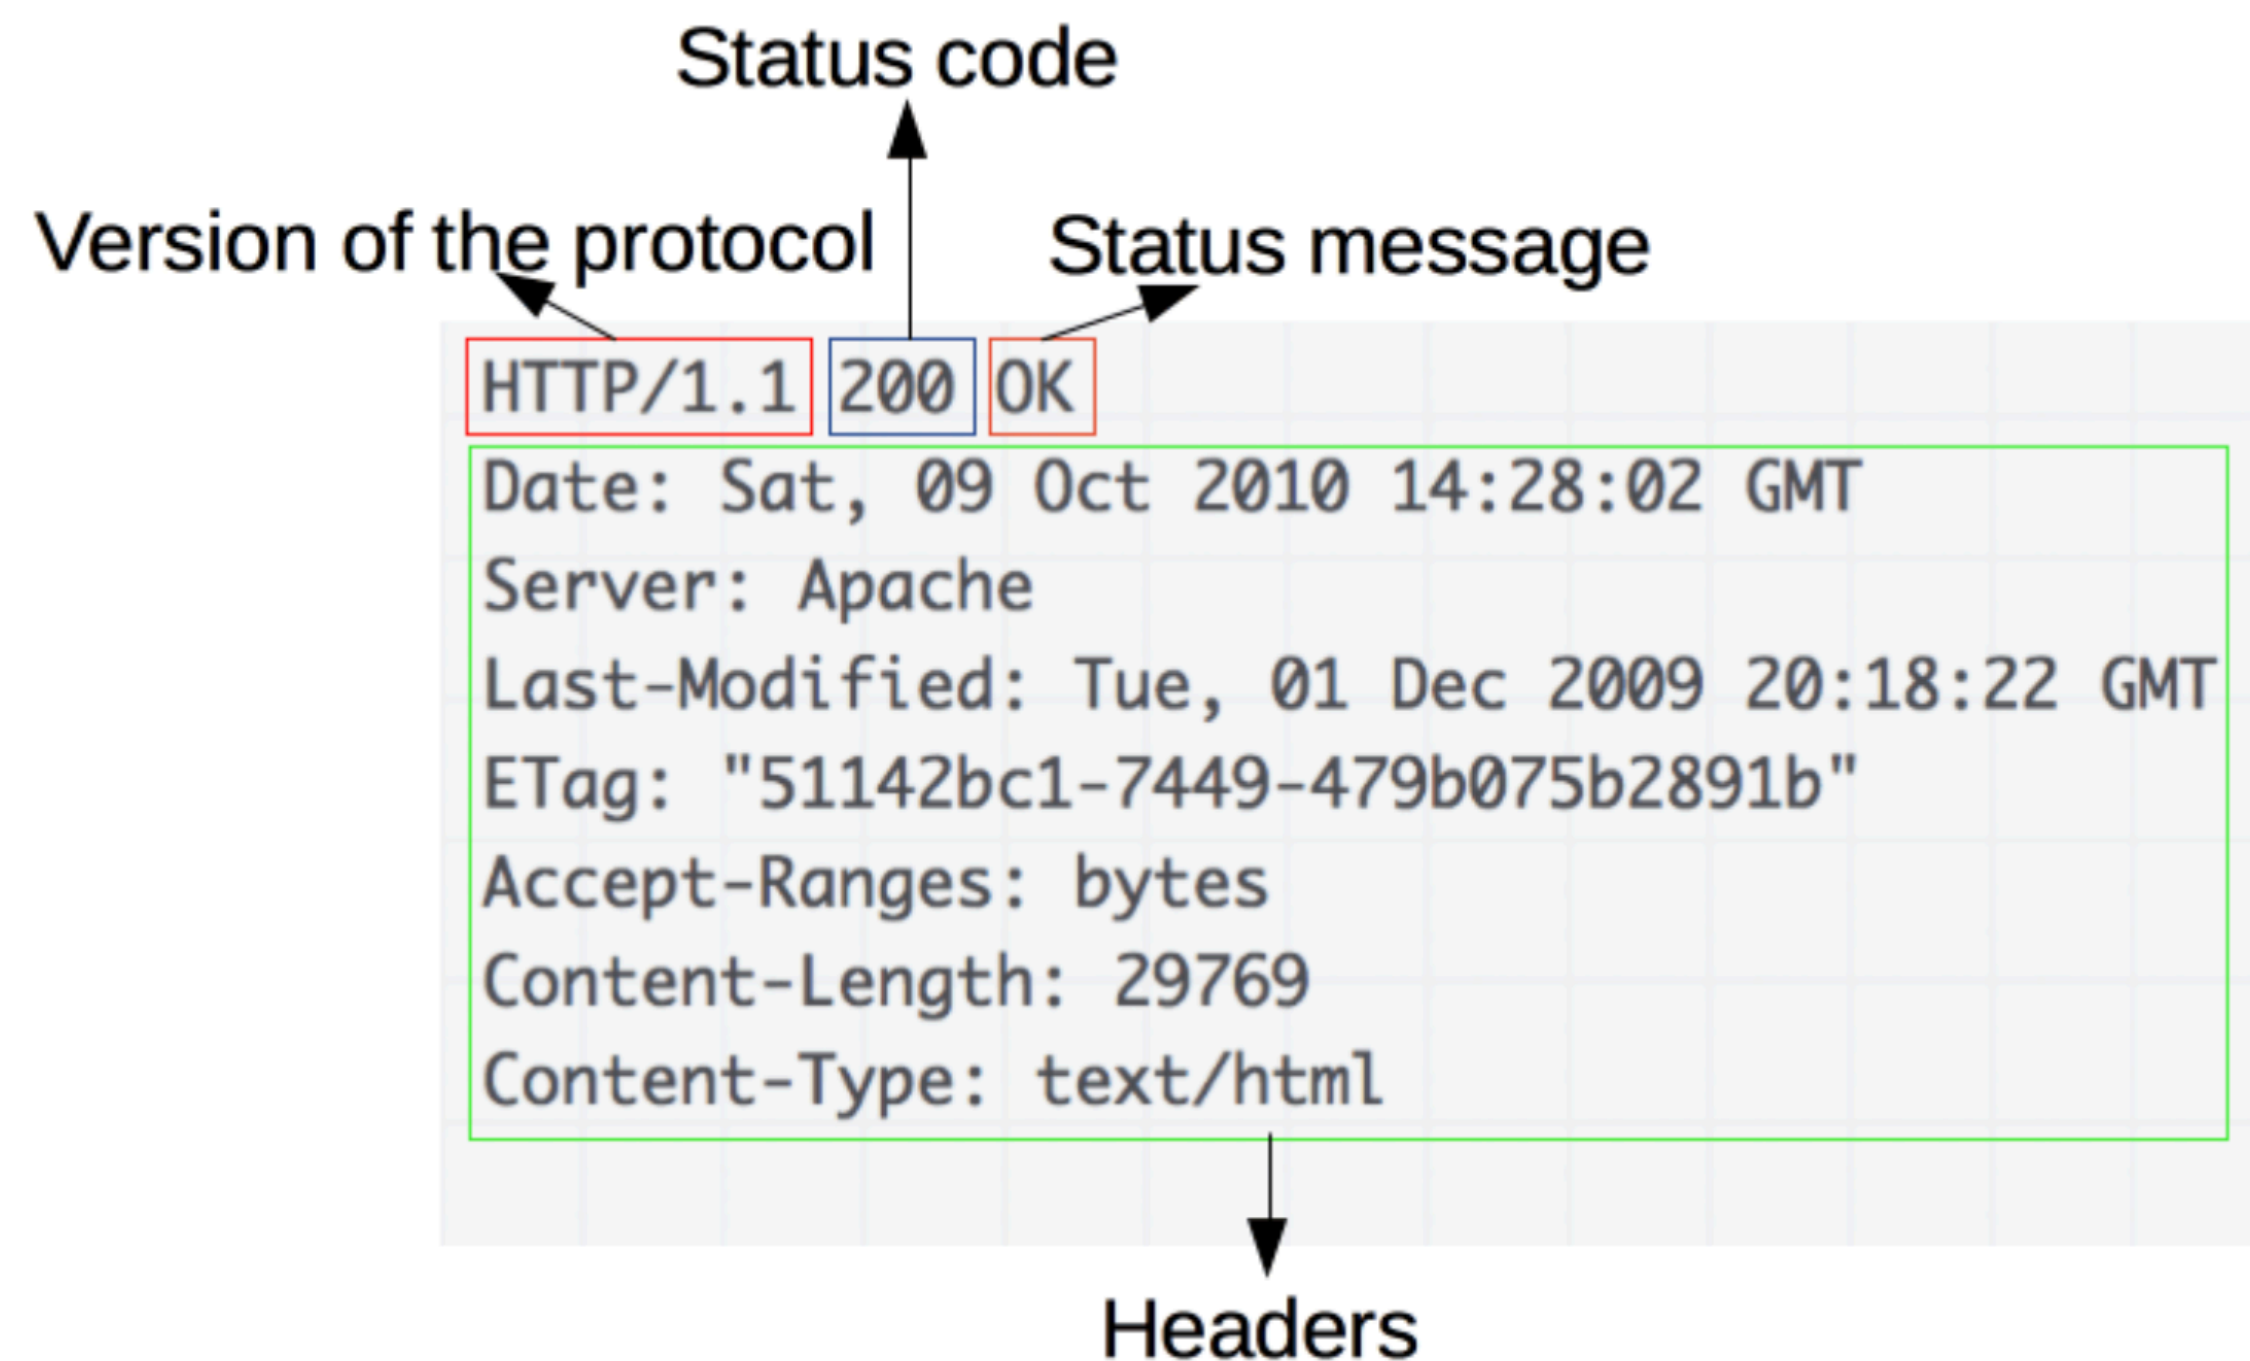 Status code
Version of the protocol
Status message
HTTP/1.1 200 OK
Date: Sat, 09 Oct 2010 14:28:02 GMT
Server: Apache
Last-Modified: Tue, 01 Dec 2009 20:18:22 GMT
ETag: "51142bc1-7449-479b075b2891b"
Accept-Ranges: bytes
Content-Length: 29769
Content-Type: text/html
Headers